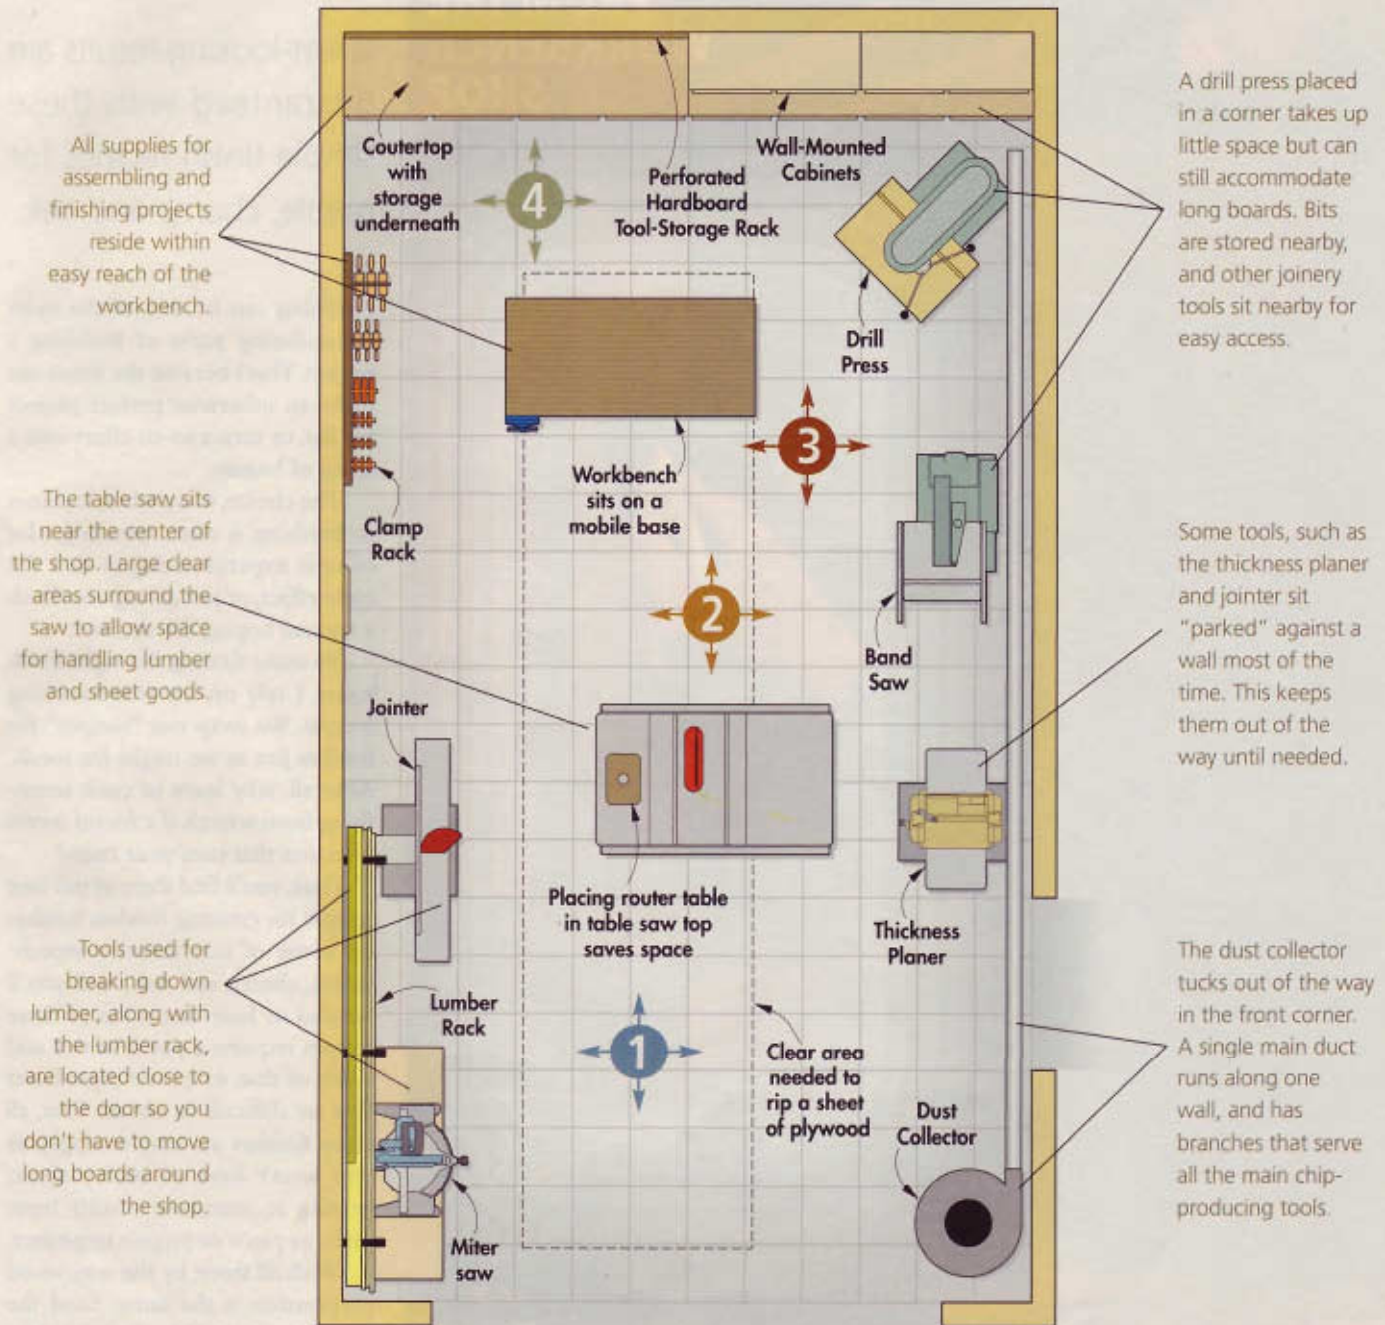 All supplies for
assembling and
finishing projects
reside within
easy reach of the
workbench.
The table saw sits
near the center of
the shop. Large clear
areas surround the
saw to allow space
for handling lumber
and sheet goods.
Tools used for
breaking down
lumber, along with
the lumber rack,
are located close to
the door so you
don't have to move
long boards around
the shop.
Coutertop
with
storage
underneath
4
Perforated
Hardboard
Tool-Storage Rack
Wall-Mounted
Cabinets
Drill
Press
3
Workbench
sits on a
mobile base
Clamp
Rack
2
Band
Saw
Jointer
Placing router table
in table saw top
saves space
Thickness
Planer
Lumber
Rack
1
Clear area
needed to
rip a sheet
of plywood
Dust
Collector
Miter
saw
A drill press placed
in a corner takes up
little space but can
still accommodate
long boards. Bits
are stored nearby,
and other joinery
tools sit nearby for
easy access.
Some tools, such as
the thickness planer
and jointer sit
"parked" against a
wall most of the
time. This keeps
them out of the
way until needed.
The dust collector
tucks out of the way
in the front corner.
A single main duct
runs along one
wall, and has
branches that serve
all the main chip-
producing tools.